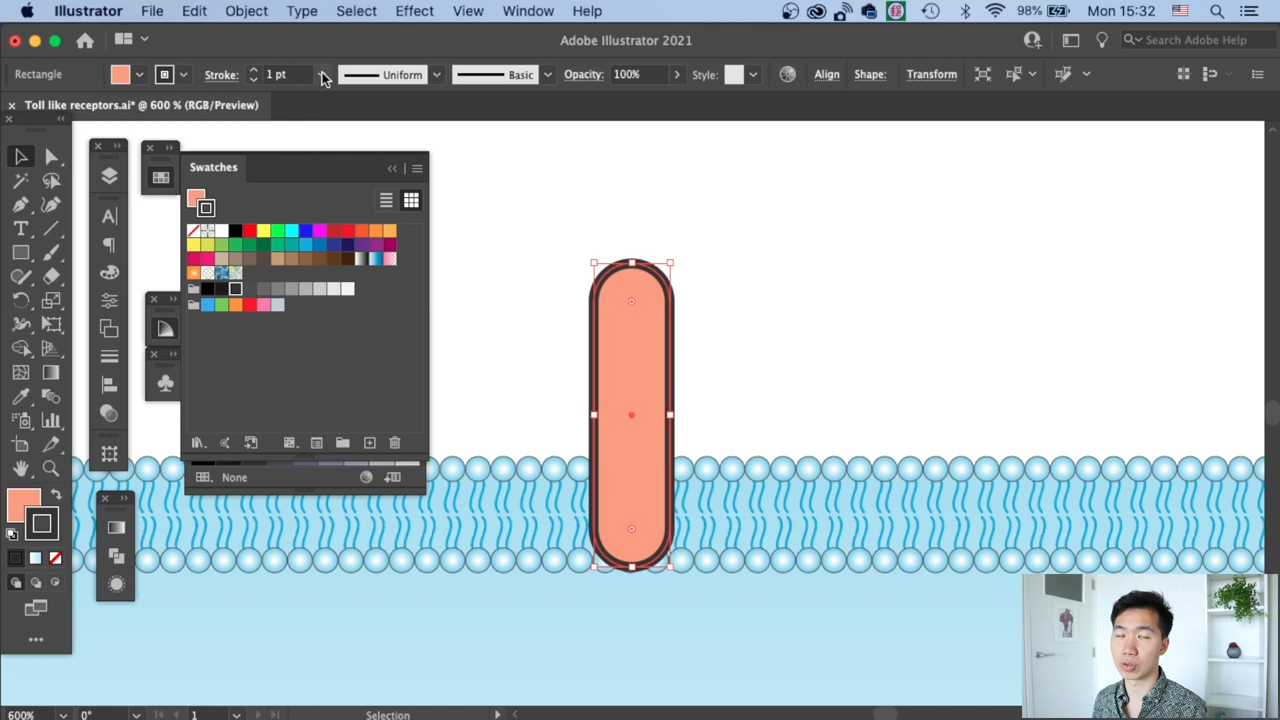 Illustrator File Edit Object Type Select Effect View Window Help 98% Mon 15:32
Adobe Illustrator 2021 Search Adobe Help
Rectangle Stroke: 1 pt Uniform Basic Opacity: 100% Style: Align Shape: Transform
Toll like receptors.ai* @ 600 % (RGB/Preview)
Swatches
None
600% 0° 1 Selection